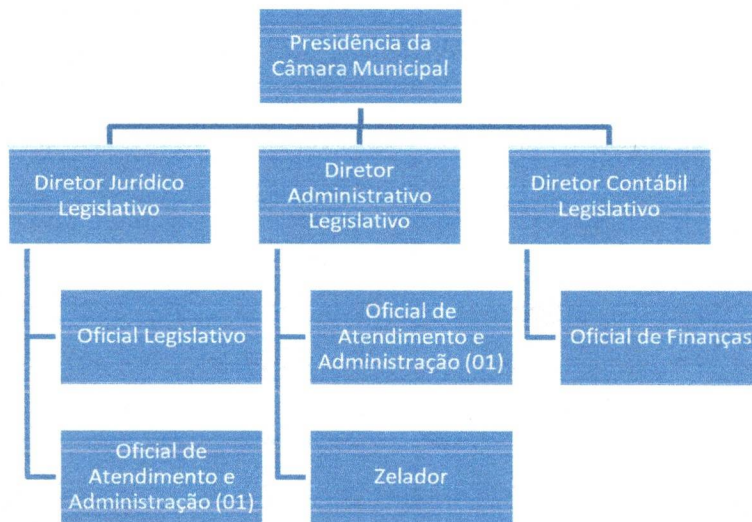 Presidência da
Câmara Municipal
Diretor Jurídico
Legislativo
Diretor
Administrativo
Legislativo
Diretor Contábil
Legislativo
Oficial Legislativo
Oficial de
Atendimento e
Administração (01)
Oficial de Finanças
Oficial de
Atendimento e
Administração (01)
Zelador